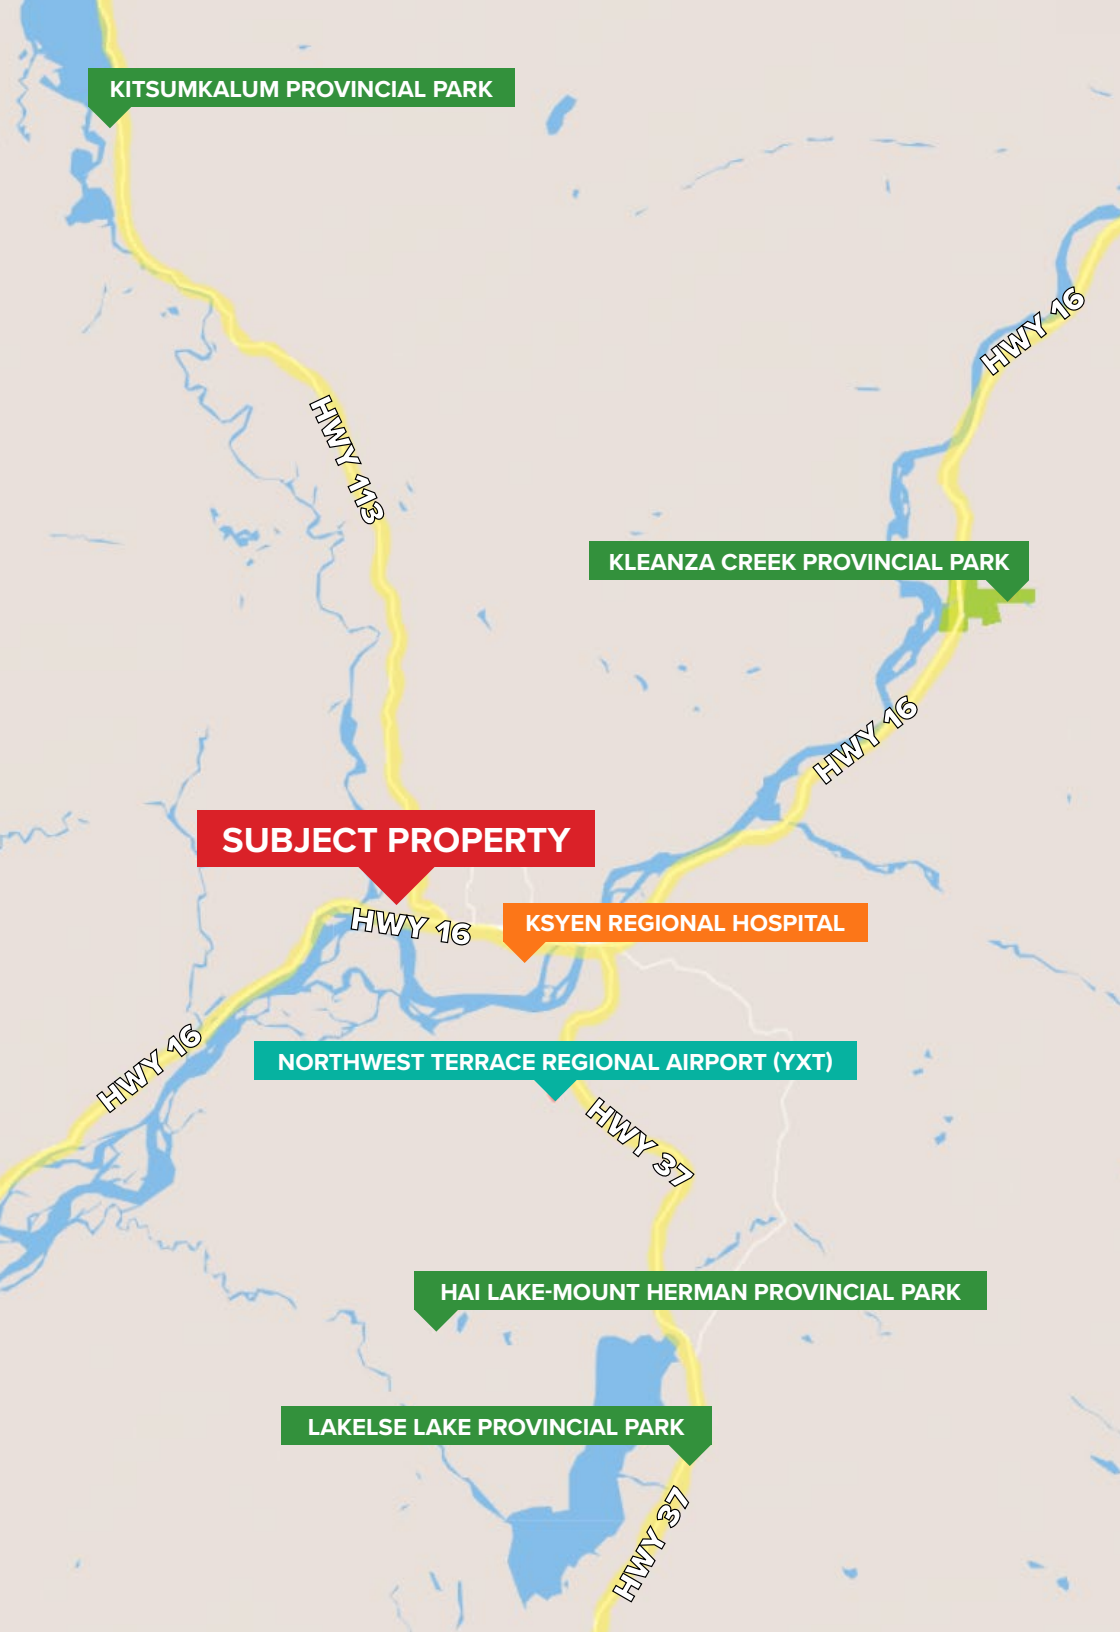 KITSUMKALUM PROVINCIAL PARK
HWY 16
HWY 113
KLEANZA CREEK PROVINCIAL PARK
HWY 16
SUBJECT PROPERTY
HWY 16
KSYEN REGIONAL HOSPITAL
HWY 16
NORTHWEST TERRACE REGIONAL AIRPORT (YXT)
HWY 37
HAI LAKE-MOUNT HERMAN PROVINCIAL PARK
LAKELSE LAKE PROVINCIAL PARK
HWY 37